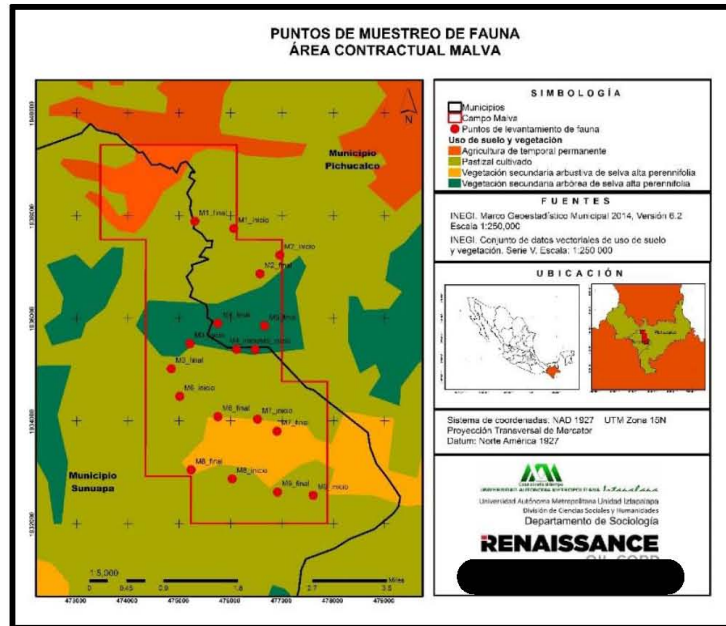 PUNTOS DE MUESTREO DE FAUNA
ÁREA CONTRACTUAL MALVA
N
Municipio
Pichucalco
M1_final
M1_inicio
M2_inicio
M2_final
M3_final
M6_inicio
M6_final
M7_inicio
M7_final
M8_final
M8_inicio
M9_final
M9_inicio
Municipio
Sunuapa
1:5,000
0 0.45 0.9 1.8 2.7 3.6
Miles
473000 474000 475000 476000 477000 478000 479000
SIMBOLOGÍA
Municipios
Campo Malva
Puntos de levantamiento de fauna
Uso de suelo y vegetación
Agricultura de temporal permanente
Pastizal cultivado
Vegetación secundaria arbustiva de selva alta perennifolia
Vegetación secundaria arbórea de selva alta perennifolia
FUENTES
INEGI. Marco Geoestadístico Municipal 2014, Versión 6.2
Escala 1:250,000
INEGI. Conjunto de datos vectoriales de uso de suelo
y vegetación. Serie V. Escala: 1:250 000
UBICACIÓN
Sistema de coordenadas: NAD 1927 UTM Zona 15N
Proyección Transversal de Mercator
Datum: Norte América 1927
UNIVERSIDAD AUTÓNOMA METROPOLITANA Iztapalapa
Universidad Autónoma Metropolitana Unidad Iztapalapa
División de Ciencias Sociales y Humanidades
Departamento de Sociología
RENAISSANCE